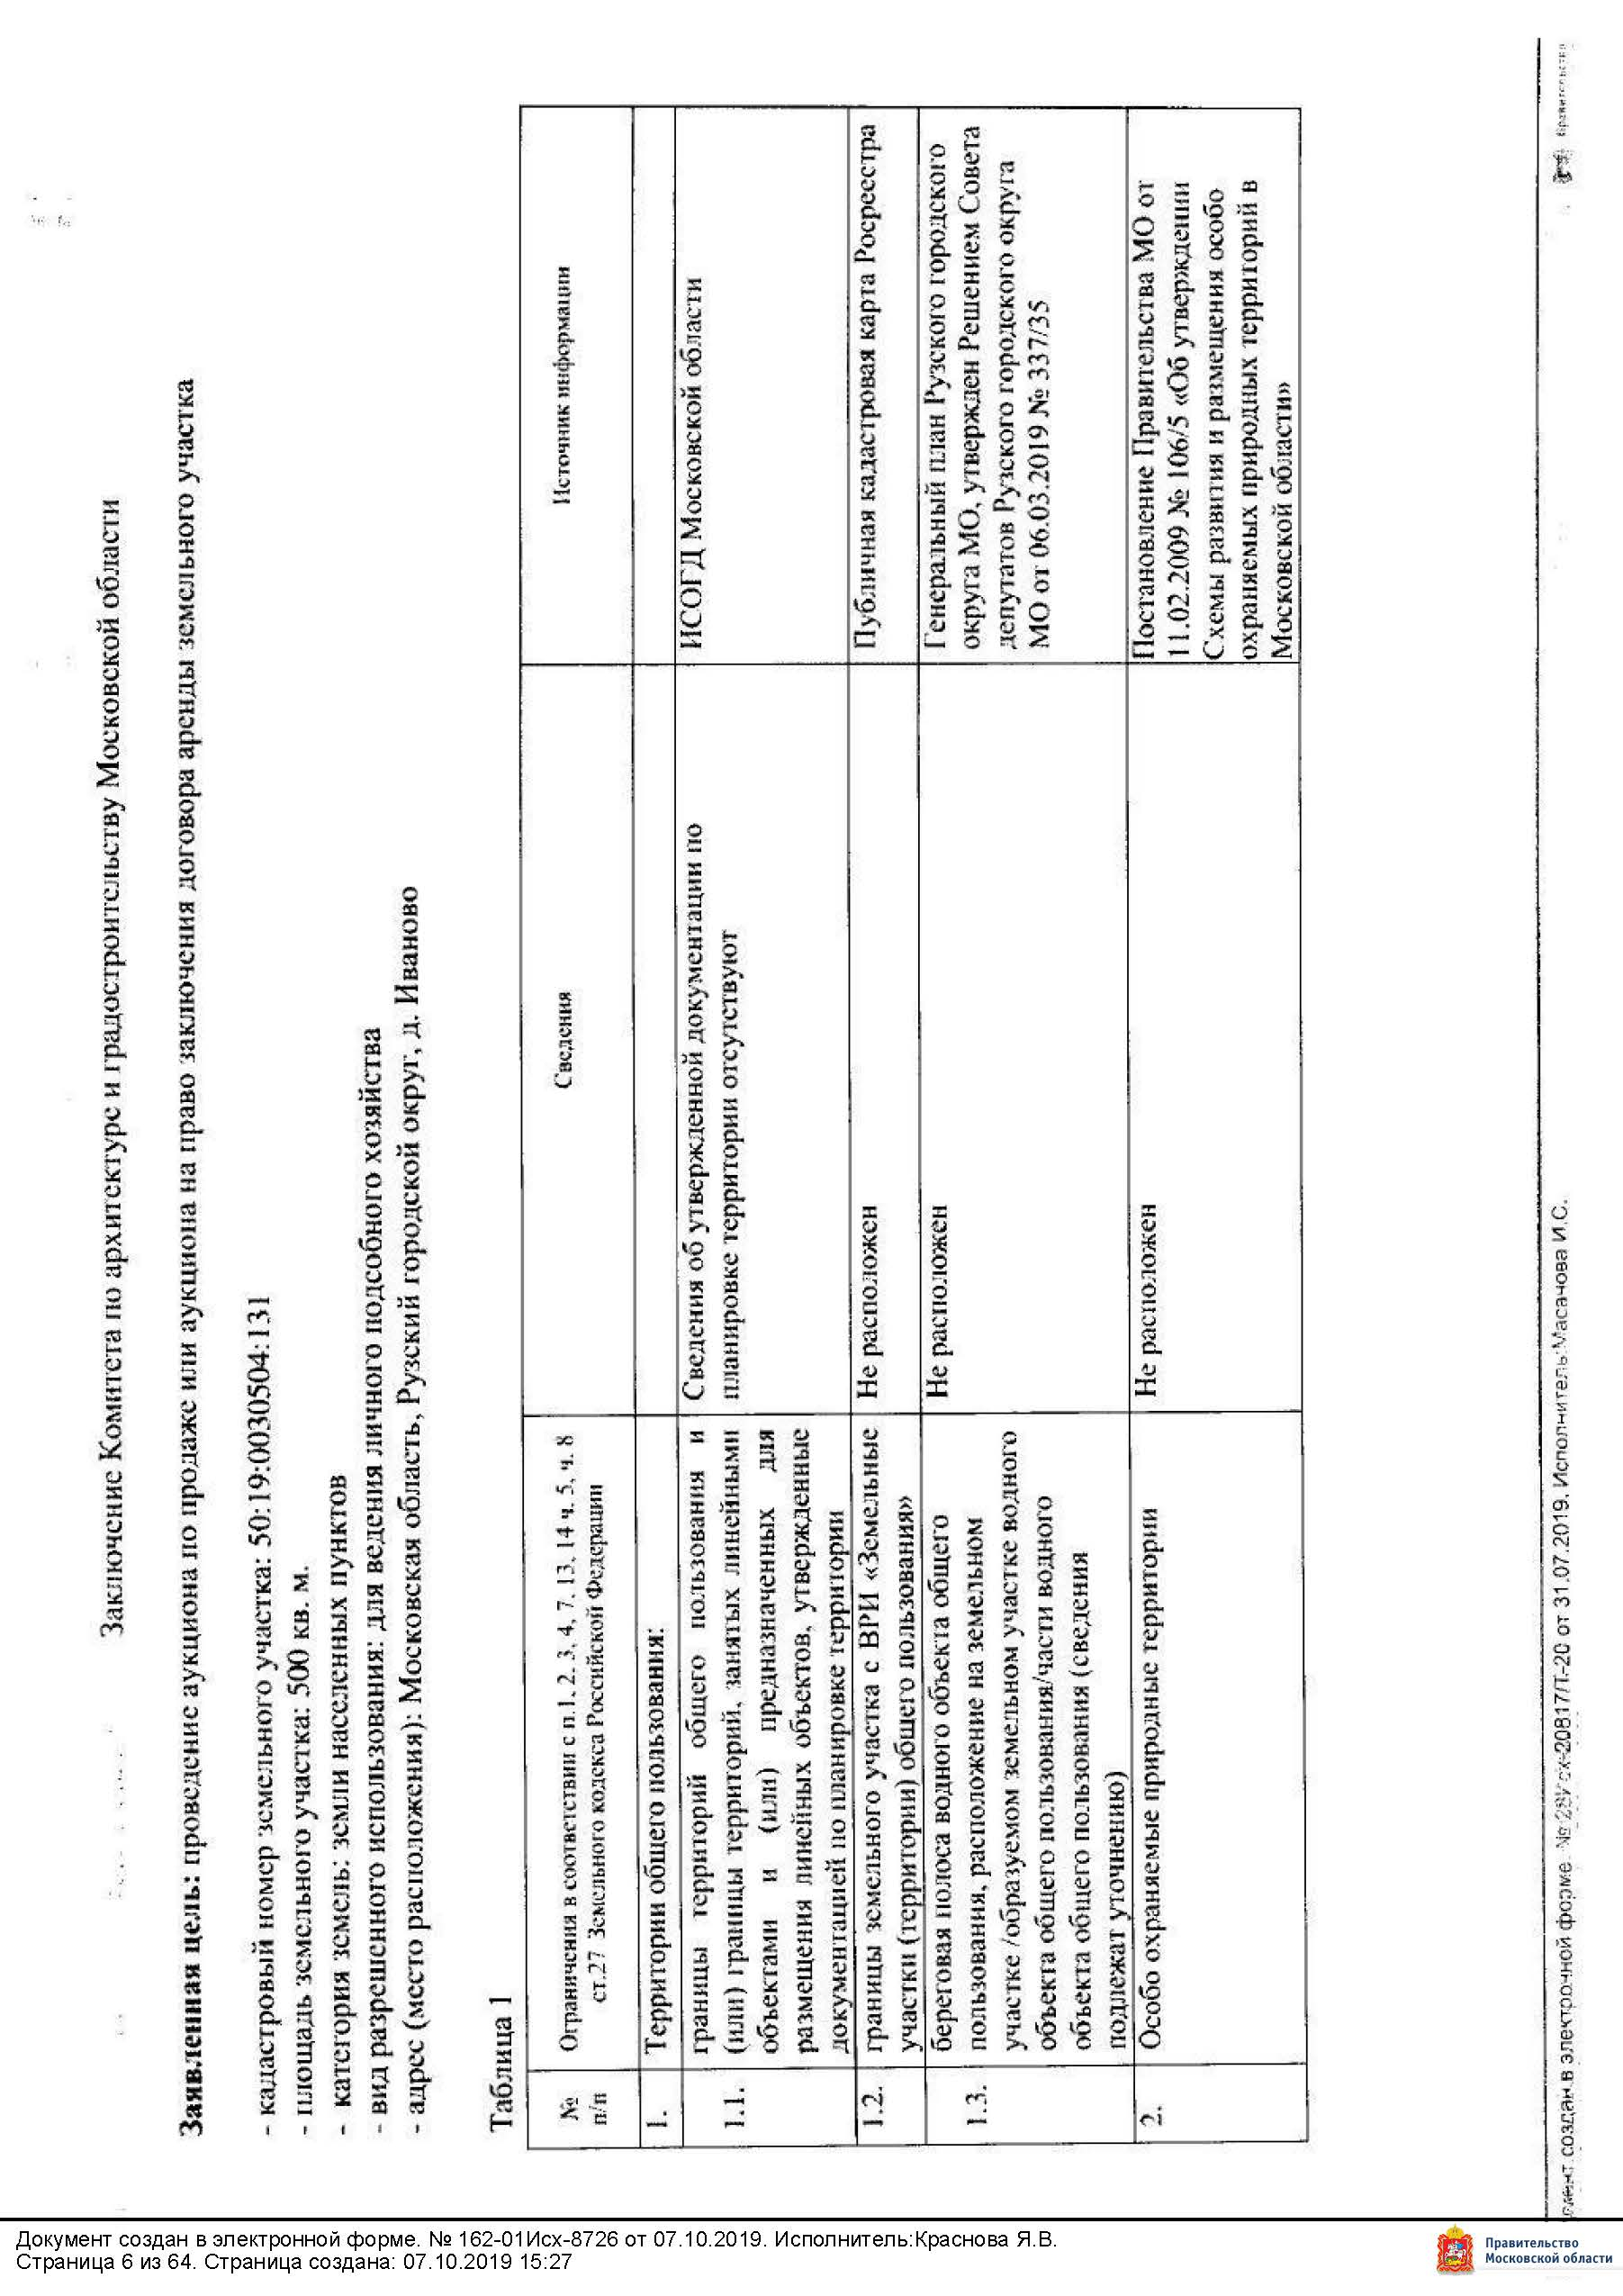 Заключение Комитета по архитектуре и градостроительству Московской области
Заявленная цель: проведение аукциона по продаже или аукциона на право заключения договора аренды земельного участка
- кадастровый номер земельного участка: 50:19:0030504:131
- площадь земельного участка: 500 кв. м.
- категория земель: земли населенных пунктов
- вид разрешенного использования: для ведения личного подсобного хозяйства
- адрес (место расположения): Московская область, Рузский городской округ, д. Иваново
Таблица 1
№
п/п
Ограничения в соответствии с п.1, 2, 3, 4, 7, 13, 14 ч. 5, ч. 8
ст.27 Земельного кодекса Российской Федерации
Сведения
Источник информации
1.
Территории общего пользования:
1.1.
границы территорий общего пользования и
(или) границы территорий, занятых линейными
объектами и (или) предназначенных для
размещения линейных объектов, утвержденные
документацией по планировке территории
Сведения об утвержденной документации по
планировке территории отсутствуют
ИСОГД Московской области
1.2.
границы земельного участка с ВРИ «Земельные
участки (территории) общего пользования»
Не расположен
Публичная кадастровая карта Росреестра
1.3.
береговая полоса водного объекта общего
пользования, расположение на земельном
участке /образуемом земельном участке водного
объекта общего пользования/части водного
объекта общего пользования (сведения
подлежат уточнению)
Не расположен
Генеральный план Рузского городского
округа МО, утвержден Решением Совета
депутатов Рузского городского округа
МО от 06.03.2019 № 337/35
2.
Особо охраняемые природные территории
Не расположен
Постановление Правительства МО от
11.02.2009 № 106/5 «Об утверждении
Схемы развития и размещения особо
охраняемых природных территорий в
Московской области»
создан в электронной форме. от 31.07.2019. Исполнитель:Масачова И.С.
Правительство
Документ создан в электронной форме. № 162-01Исх-8726 от 07.10.2019. Исполнитель:Краснова Я.В.
Страница 6 из 64. Страница создана: 07.10.2019 15:27
Правительство
Московской области